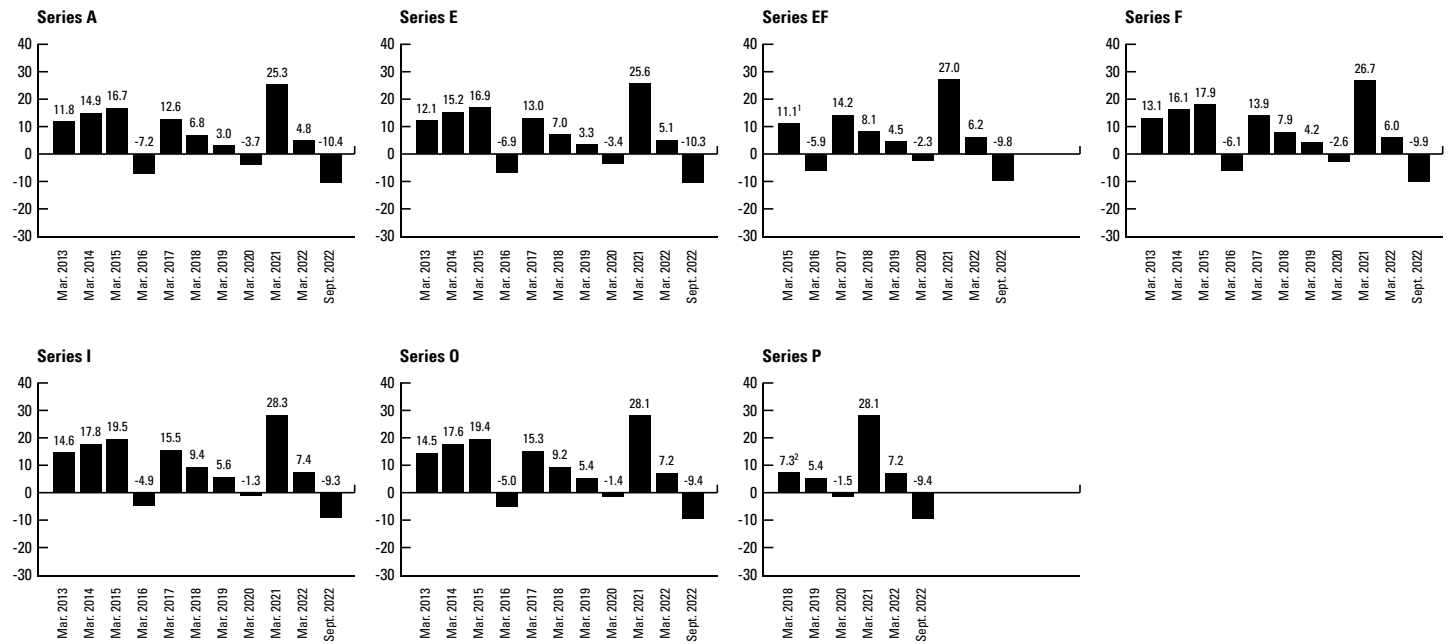 Series A
40
30
20
10
0
-10
-20
-30
11.8
14.9
16.7
-7.2
12.6
6.8
3.0
-3.7
25.3
4.8
-10.4
Mar. 2013
Mar. 2014
Mar. 2015
Mar. 2016
Mar. 2017
Mar. 2018
Mar. 2019
Mar. 2020
Mar. 2021
Mar. 2022
Sept. 2022
Series E
40
30
20
10
0
-10
-20
-30
12.1
15.2
16.9
-6.9
13.0
7.0
3.3
-3.4
25.6
5.1
-10.3
Mar. 2013
Mar. 2014
Mar. 2015
Mar. 2016
Mar. 2017
Mar. 2018
Mar. 2019
Mar. 2020
Mar. 2021
Mar. 2022
Sept. 2022
Series EF
40
30
20
10
0
-10
-20
-30
11.1¹
-5.9
14.2
8.1
4.5
-2.3
27.0
6.2
-9.8
Mar. 2015
Mar. 2016
Mar. 2017
Mar. 2018
Mar. 2019
Mar. 2020
Mar. 2021
Mar. 2022
Sept. 2022
Series F
40
30
20
10
0
-10
-20
-30
13.1
16.1
17.9
-6.1
13.9
7.9
4.2
-2.6
26.7
6.0
-9.9
Mar. 2013
Mar. 2014
Mar. 2015
Mar. 2016
Mar. 2017
Mar. 2018
Mar. 2019
Mar. 2020
Mar. 2021
Mar. 2022
Sept. 2022
Series I
40
30
20
10
0
-10
-20
-30
14.6
17.8
19.5
-4.9
15.5
9.4
5.6
-1.3
28.3
7.4
-9.3
Mar. 2013
Mar. 2014
Mar. 2015
Mar. 2016
Mar. 2017
Mar. 2018
Mar. 2019
Mar. 2020
Mar. 2021
Mar. 2022
Sept. 2022
Series O
40
30
20
10
0
-10
-20
-30
14.5
17.6
19.4
-5.0
15.3
9.2
5.4
-1.4
28.1
7.2
-9.4
Mar. 2013
Mar. 2014
Mar. 2015
Mar. 2016
Mar. 2017
Mar. 2018
Mar. 2019
Mar. 2020
Mar. 2021
Mar. 2022
Sept. 2022
Series P
40
30
20
10
0
-10
-20
-30
7.3²
5.4
-1.5
28.1
7.2
-9.4
Mar. 2018
Mar. 2019
Mar. 2020
Mar. 2021
Mar. 2022
Sept. 2022